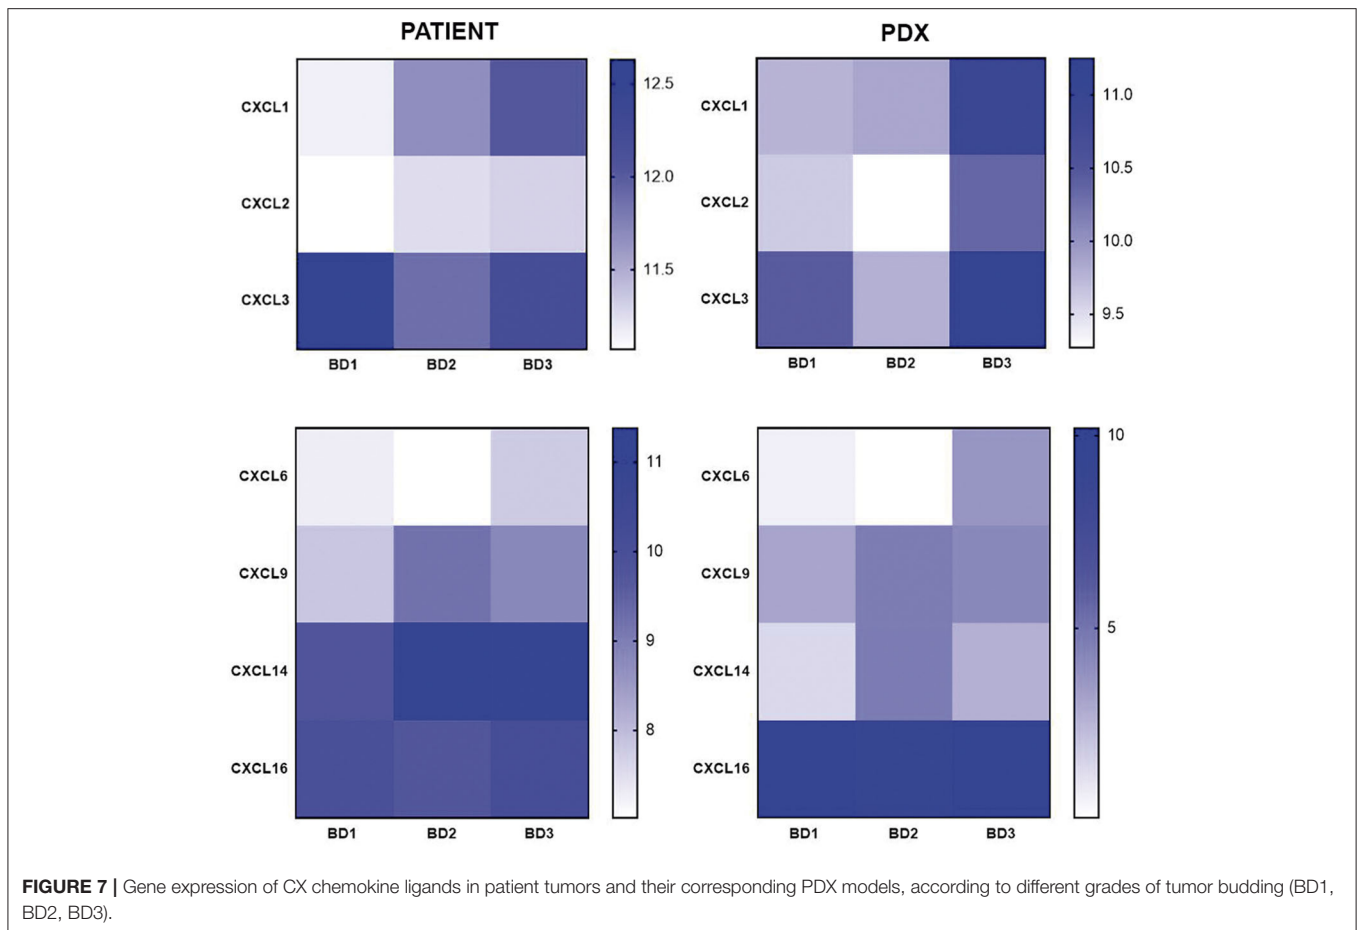 PATIENT
CXCL1
CXCL2
CXCL3
BD1 BD2 BD3
12.5
12.0
11.5
PDX
CXCL1
CXCL2
CXCL3
BD1 BD2 BD3
11.0
10.5
10.0
9.5
CXCL6
CXCL9
CXCL14
CXCL16
BD1 BD2 BD3
11
10
9
8
CXCL6
CXCL9
CXCL14
CXCL16
BD1 BD2 BD3
10
5
FIGURE 7 | Gene expression of CX chemokine ligands in patient tumors and their corresponding PDX models, according to different grades of tumor budding (BD1,
BD2, BD3).